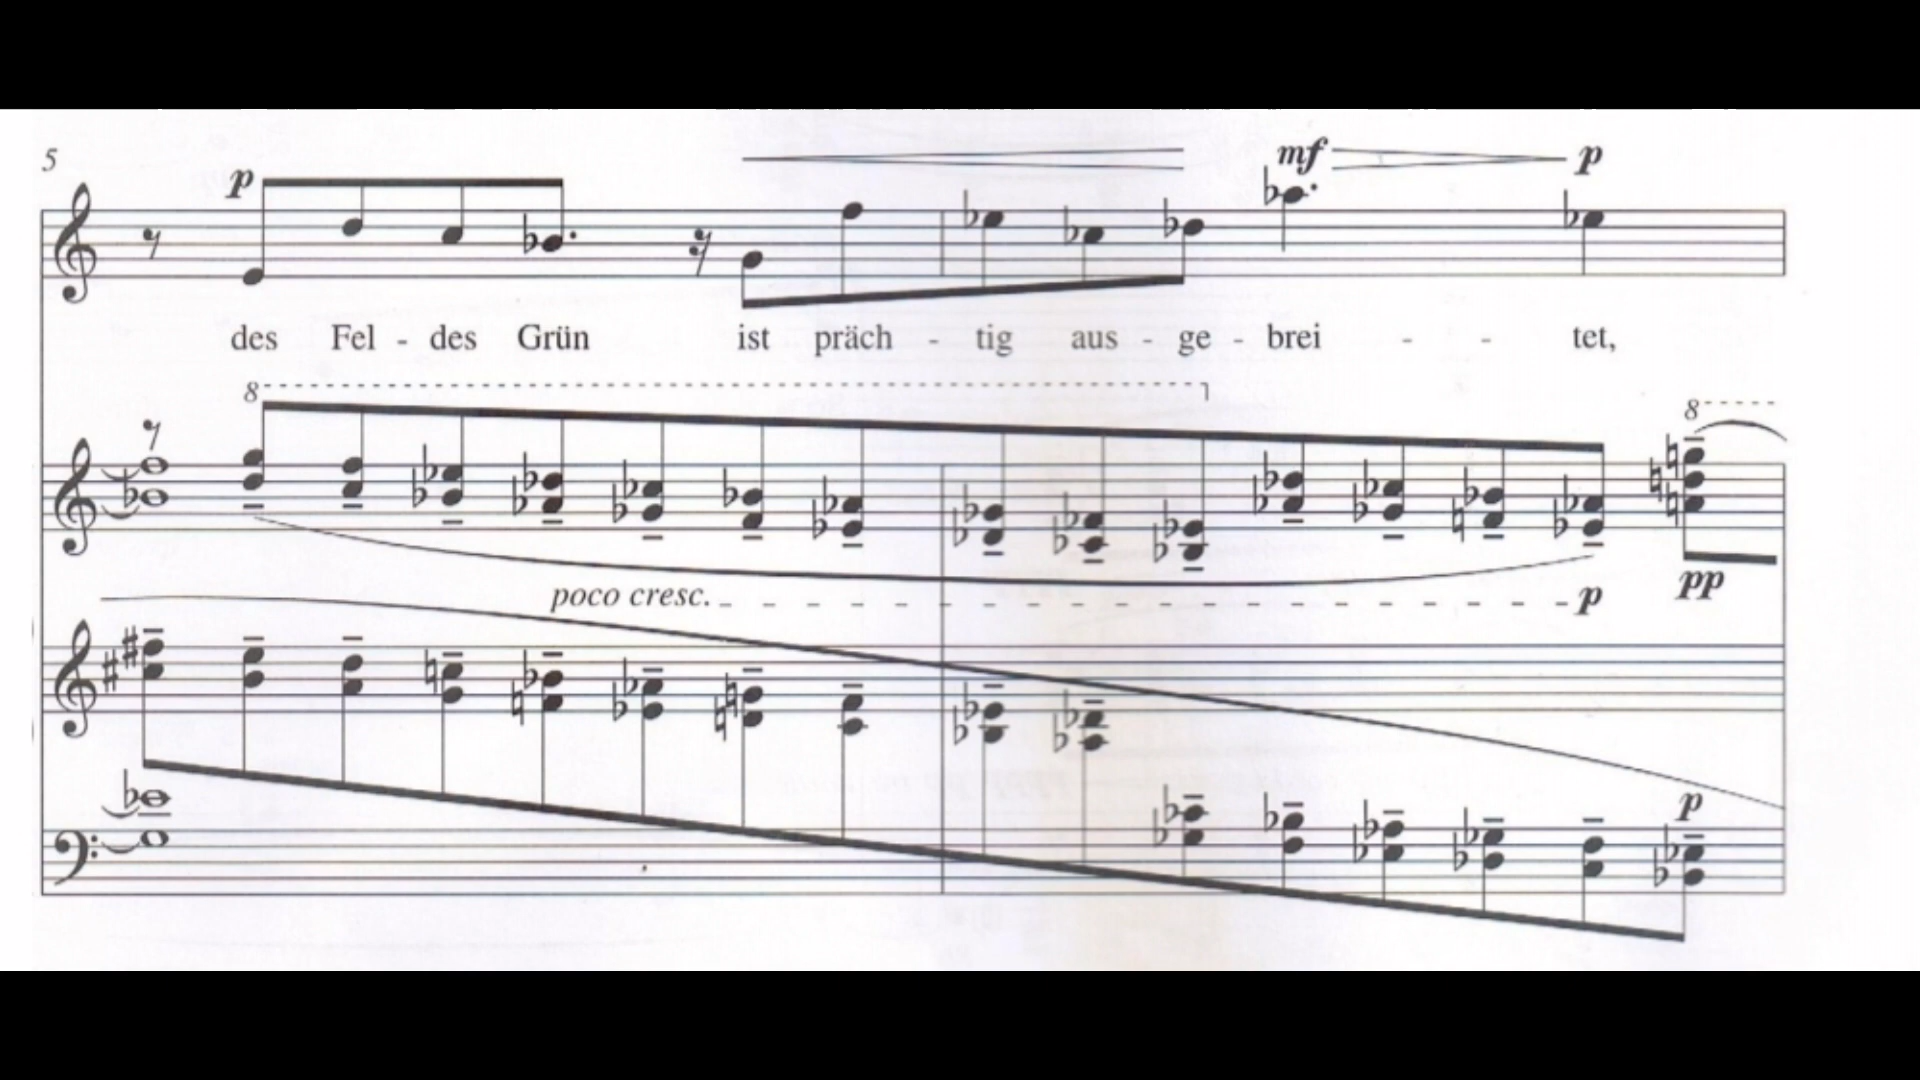 5
p
mf p
des Fel - des Grün ist präch - tig aus - ge - brei - - tet,
8
8
poco cresc. p pp
p